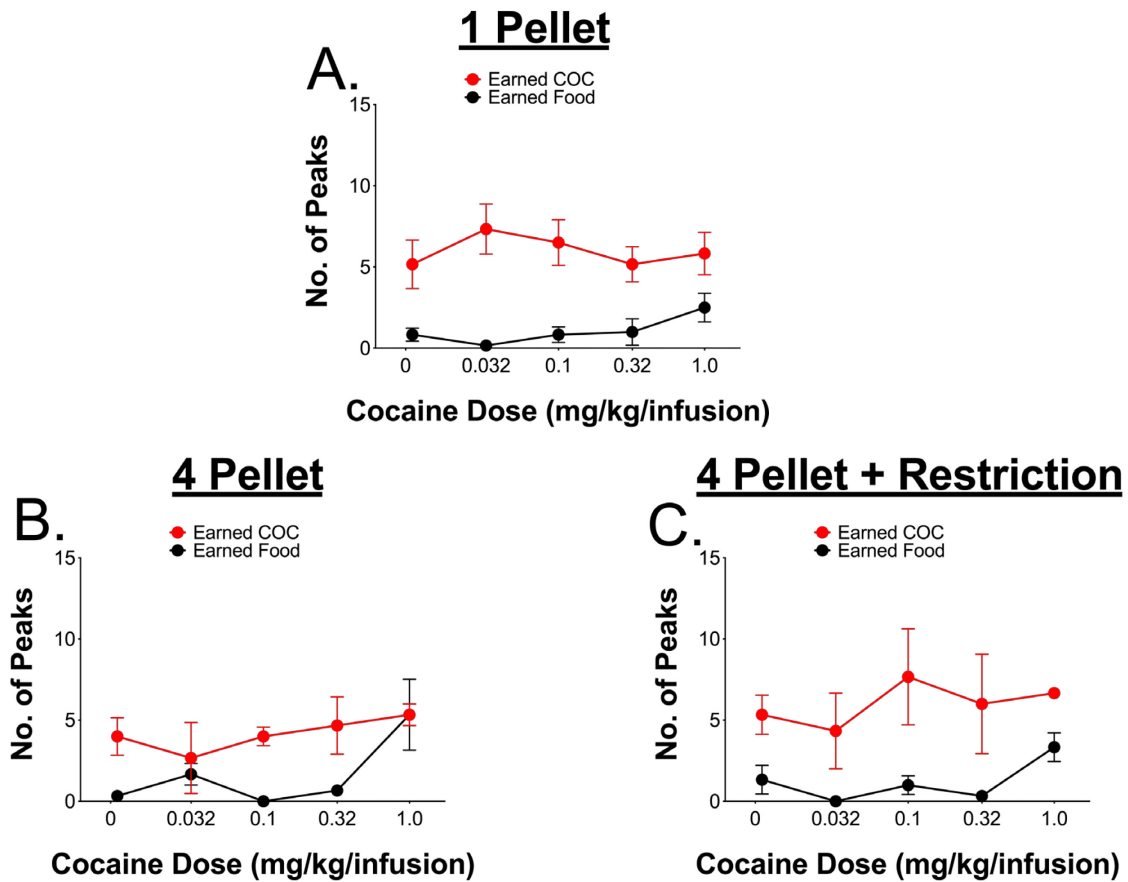 1 Pellet
A.
Earned COC
Earned Food
15
10
5
0
No. of Peaks
0 0.032 0.1 0.32 1.0
Cocaine Dose (mg/kg/infusion)
4 Pellet
B.
Earned COC
Earned Food
15
10
5
0
No. of Peaks
0 0.032 0.1 0.32 1.0
Cocaine Dose (mg/kg/infusion)
4 Pellet + Restriction
C.
Earned COC
Earned Food
15
10
5
0
No. of Peaks
0 0.032 0.1 0.32 1.0
Cocaine Dose (mg/kg/infusion)